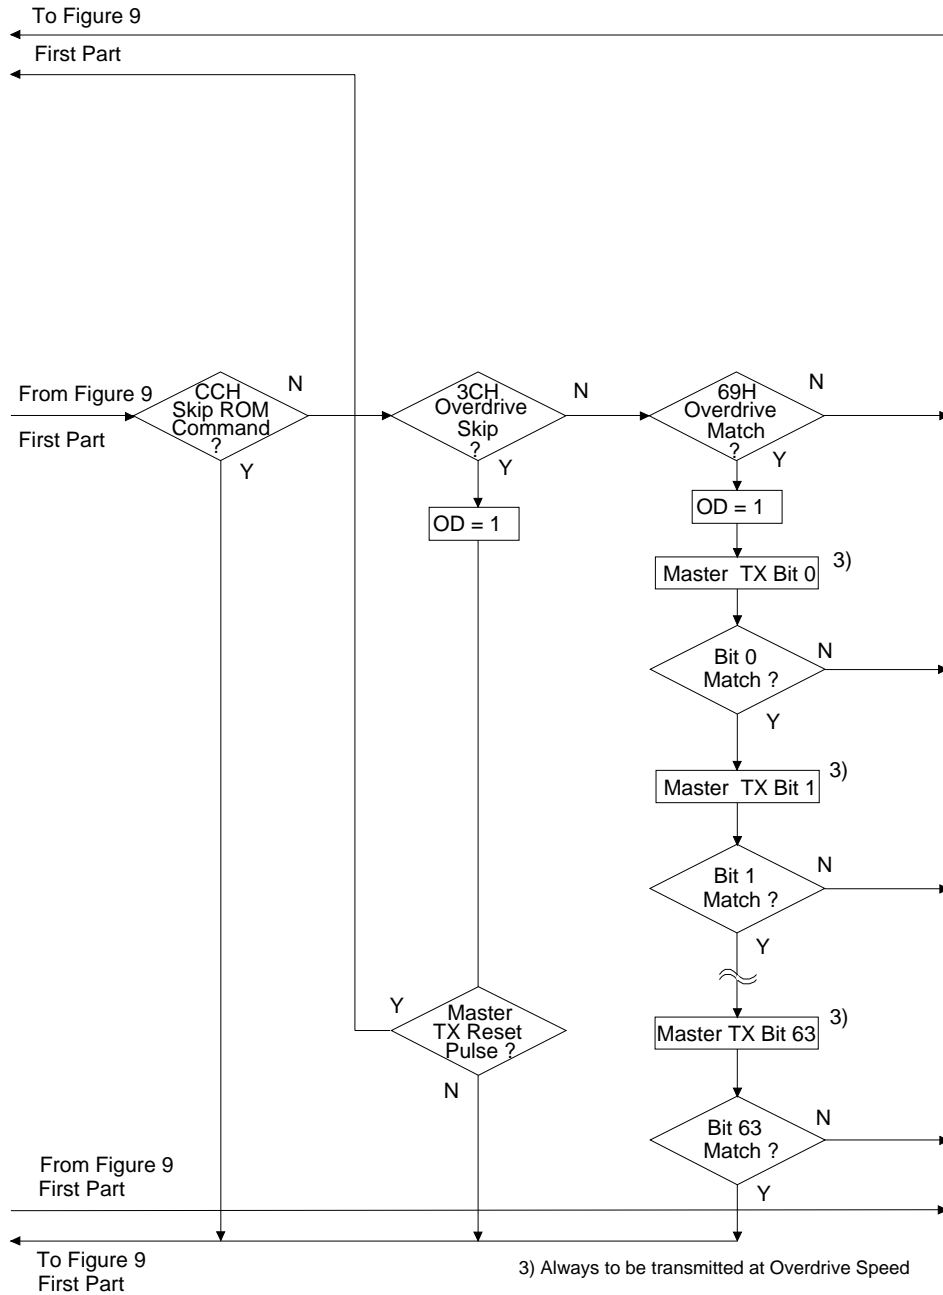 To Figure 9
First Part
From Figure 9
First Part
CCH
Skip ROM
Command
?
N
Y
3CH
Overdrive
Skip
?
N
Y
69H
Overdrive
Match
?
N
Y
OD = 1
OD = 1
Master TX Bit 0
3)
Bit 0
Match ?
N
Y
Master TX Bit 1
3)
Bit 1
Match ?
N
Y
Y
Master
TX Reset
Pulse ?
N
Master TX Bit 63
3)
Bit 63
Match ?
N
Y
From Figure 9
First Part
To Figure 9
First Part
3) Always to be transmitted at Overdrive Speed